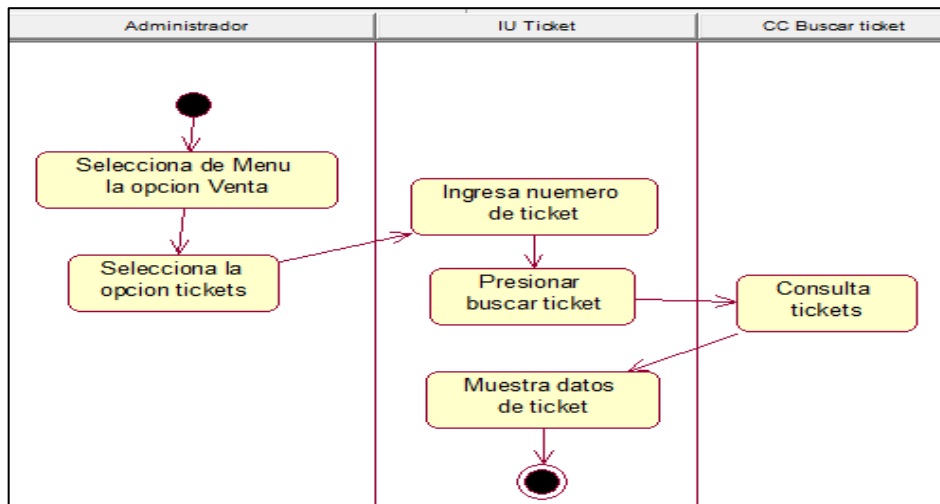 Administrador
IU Ticket
CC Buscar ticket
Selecciona de Menu
la opcion Venta
Selecciona la
opcion tickets
Ingresa nuemero
de ticket
Presionar
buscar ticket
Consulta
tickets
Muestra datos
de ticket